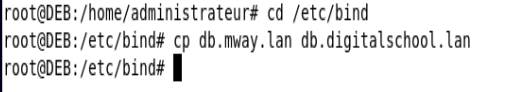 root@DEB:/home/administrateur# cd /etc/bind
root@DEB:/etc/bind# cp db.mway.lan db.digitalschool.lan
root@DEB:/etc/bind#